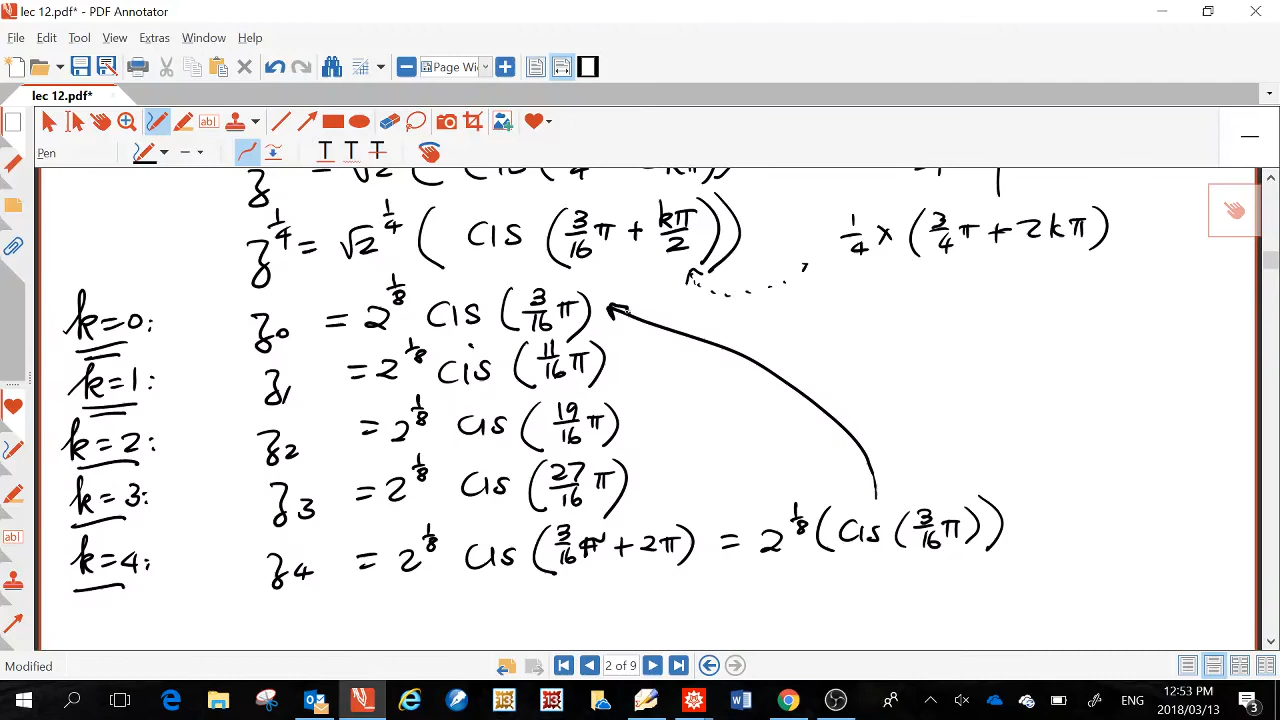 lec 12.pdf* - PDF Annotator
File Edit Tool View Extras Window Help
Page Wi
lec 12.pdf*
abl
Pen T T T
z^{1/4} = √2^{1/4} ( cis (3/16 π + kπ/2)) 1/4 × (3/4 π + 2kπ)
k=0: z₀ = 2^{1/8} cis (3/16 π)
k=1: z₁ = 2^{1/8} cis (11/16 π)
k=2: z₂ = 2^{1/8} cis (19/16 π)
k=3: z₃ = 2^{1/8} cis (27/16 π)
k=4: z₄ = 2^{1/8} cis (3/16 π + 2π) = 2^{1/8} (cis (3/16 π))
abl
Modified 2 of 9
ENG 12:53 PM
2018/03/13 3